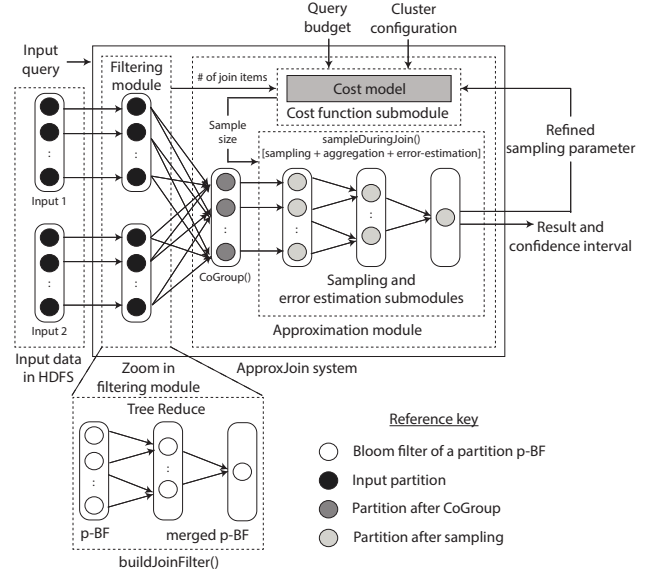 Query
budget
Cluster
configuration
Input
query
Filtering
module
# of join items
Cost model
Cost function submodule
Sample
size
sampleDuringJoin()
[sampling + aggregation + error-estimation]
Refined
sampling parameter
Input 1
Input 2
CoGroup()
Result and
confidence interval
Sampling and
error estimation submodules
Approximation module
Input data
in HDFS
Zoom in
filtering module
ApproxJoin system
Tree Reduce
p-BF
merged p-BF
buildJoinFilter()
Reference key
Bloom filter of a partition p-BF
Input partition
Partition after CoGroup
Partition after sampling